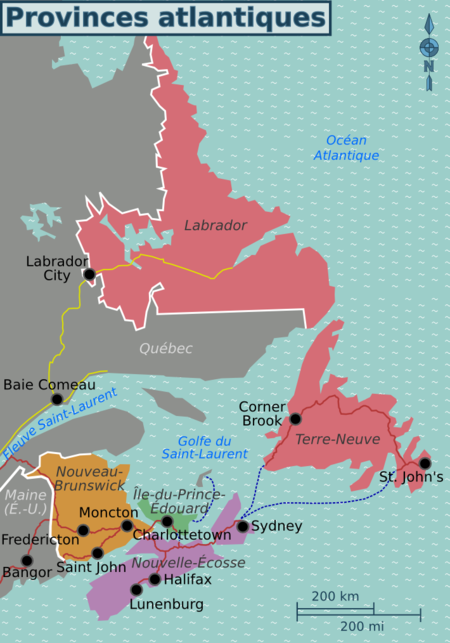 Provinces atlantiques
N
Océan
Atlantique
Labrador
Labrador
City
Québec
Baie Comeau
Fleuve Saint-Laurent
Corner
Brook
Golfe du
Saint-Laurent
Terre-Neuve
St. John's
Nouveau-
Brunswick
Maine
(É.-U.)
Île-du-Prince-
Édouard
Moncton
Charlottetown
Sydney
Fredericton
Saint John
Nouvelle-Écosse
Bangor
Halifax
Lunenburg
200 km
200 mi